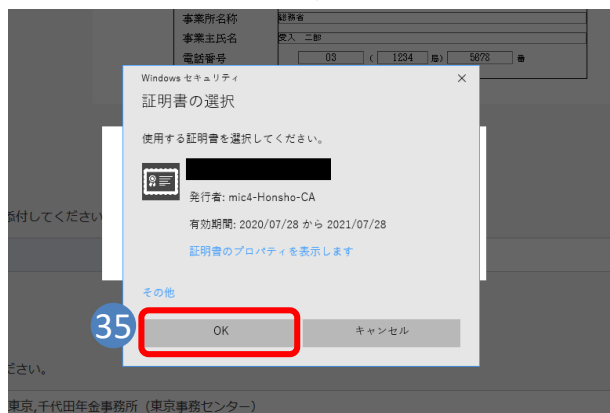 事業所名称 総務省
事業主氏名 受入 二郎
電話番号 03 ( 1234 局) 5678 番
Windows セキュリティ ×
証明書の選択
使用する証明書を選択してください。
発行者: mic4-Honsho-CA
添付してください
有効期間: 2020/07/28 から 2021/07/28
証明書のプロパティを表示します
その他
35 OK キャンセル
ださい。
東京,千代田年金事務所(東京事務センター)